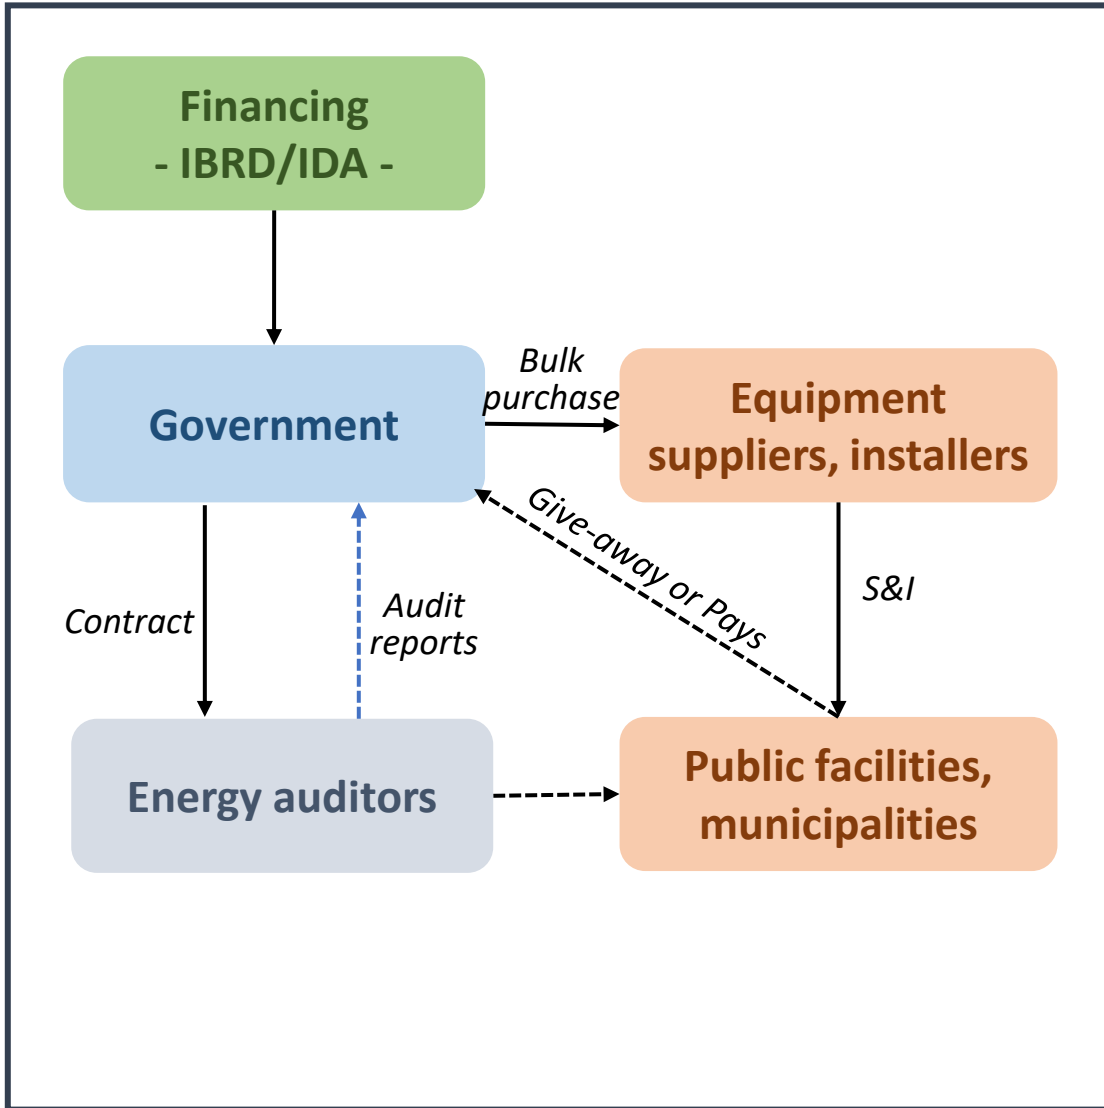 Financing
- IBRD/IDA -
Government
Bulk
purchase
Equipment
suppliers, installers
Give-away or Pays
S&I
Contract
Audit
reports
Energy auditors
Public facilities,
municipalities